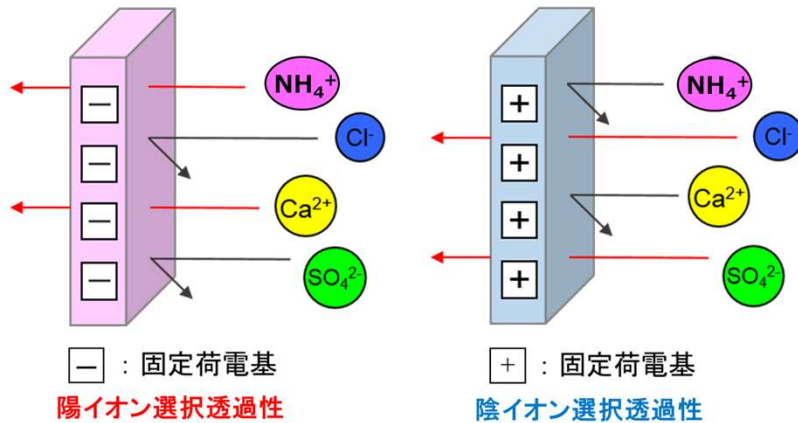 NH₄⁺
Cl⁻
Ca²⁺
SO₄²⁻
−
−
−
−
− : 固定荷電基
陽イオン選択透過性
NH₄⁺
Cl⁻
Ca²⁺
SO₄²⁻
+
+
+
+
+ : 固定荷電基
陰イオン選択透過性